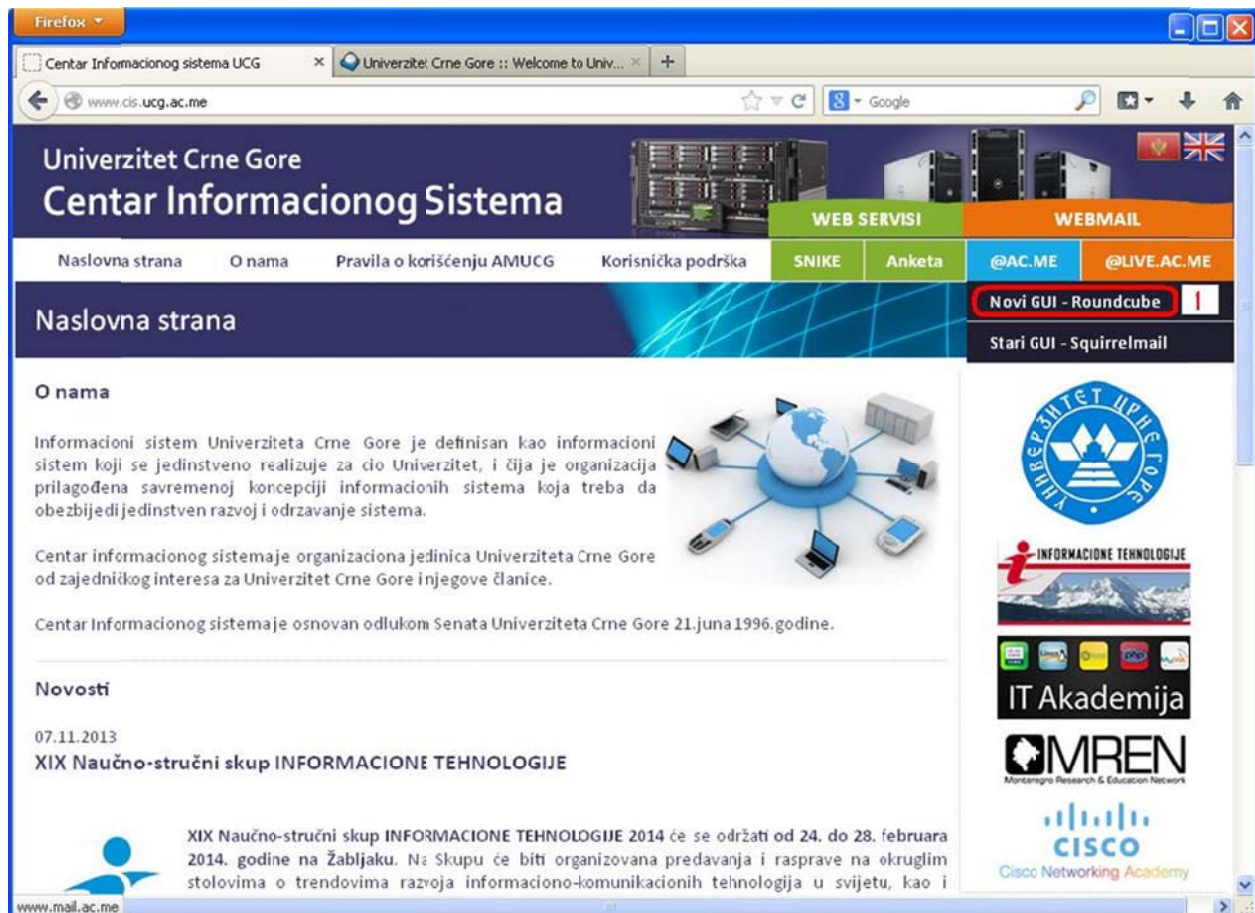 Firefox
Centar Informacionog sistema UCG
Univerzitet Crne Gore :: Welcome to Univ...
www.cis.ucg.ac.me
Google
Univerzitet Crne Gore
Centar Informacionog Sistema
WEB SERVISI
WEBMAIL
Naslovna strana
O nama
Pravila o korišćenju AMUCG
Korisnička podrška
SNIKE
Anketa
@AC.ME
@LIVE.AC.ME
Naslovna strana
Novi GUI - Roundcube
1
Stari GUI - Squirrelmail
O nama
Informacioni sistem Univerziteta Crne Gore je definisan kao informacioni
sistem koji se jedinstveno realizuje za cio Univerzitet, i čija je organizacija
prilagođena savremenoj koncepciji informacionih sistema koja treba da
obezbijedi jedinstven razvoj i odrzavanje sistema.
Centar informacionog sistema je organizaciona jedinica Univerziteta Crne Gore
od zajedničkog interesa za Univerzitet Crne Gore i njegove članice.
Centar Informacionog sistema je osnovan odlukom Senata Univerziteta Crne Gore 21.juna 1996.godine.
Novosti
07.11.2013
XIX Naučno-stručni skup INFORMACIONE TEHNOLOGIJE
XIX Naučno-stručni skup INFORMACIONE TEHNOLOGIJE 2014 će se održati od 24. do 28. februara
2014. godine na Žabljaku. Na Skupu će biti organizovana predavanja i rasprave na okruglim
stolovima o trendovima razvoja informaciono-komunikacionih tehnologija u svijetu, kao i
УНИВЕРЗИТЕТ ЦРНЕ ГОРЕ
INFORMACIONE TEHNOLOGIJE
php
IT Akademija
MREN
Montenegro Research & Education Network
CISCO
Cisco Networking Academy
www.mail.ac.me